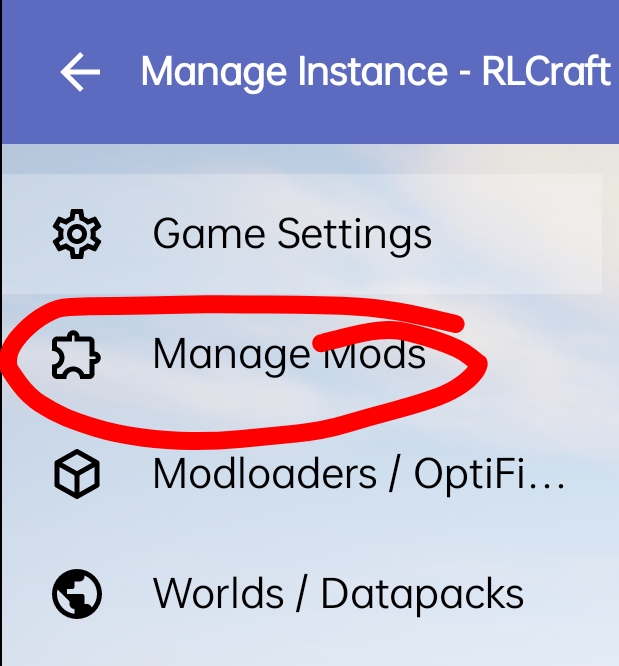 Manage Instance - RLCraft
Game Settings
Manage Mods
Modloaders / OptiFi...
Worlds / Datapacks